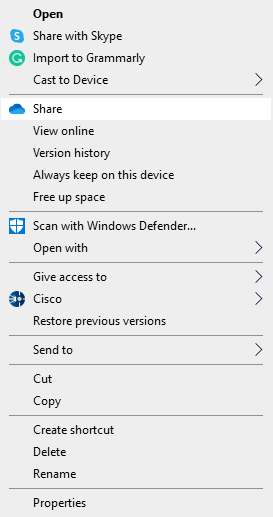 Open
Share with Skype
Import to Grammarly
Cast to Device
Share
View online
Version history
Always keep on this device
Free up space
Scan with Windows Defender...
Open with
Give access to
Cisco
Restore previous versions
Send to
Cut
Copy
Create shortcut
Delete
Rename
Properties